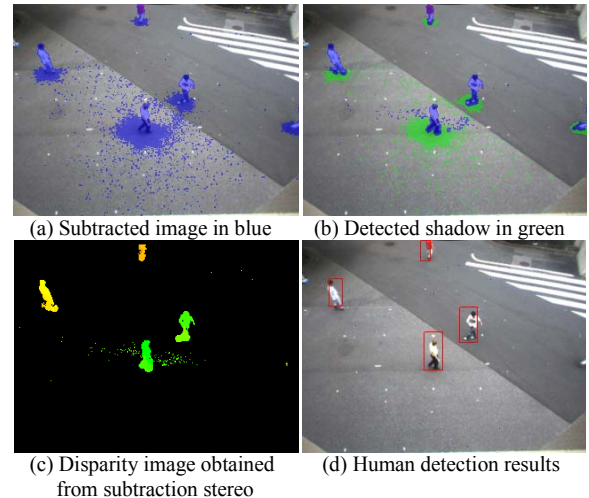 (a) Subtracted image in blue
(b) Detected shadow in green
(c) Disparity image obtained
from subtraction stereo
(d) Human detection results